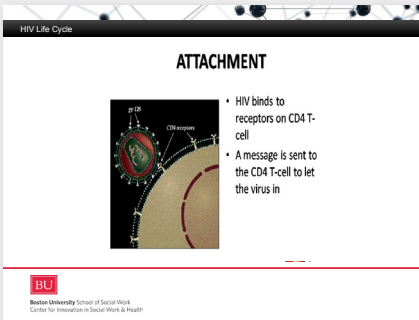 HIV Life Cycle
ATTACHMENT
gp 120
CD4 receptors
• HIV binds to
receptors on CD4 T-
cell
• A message is sent to
the CD4 T-cell to let
the virus in
BU
Boston University School of Social Work
Center for Innovation in Social Work & Health